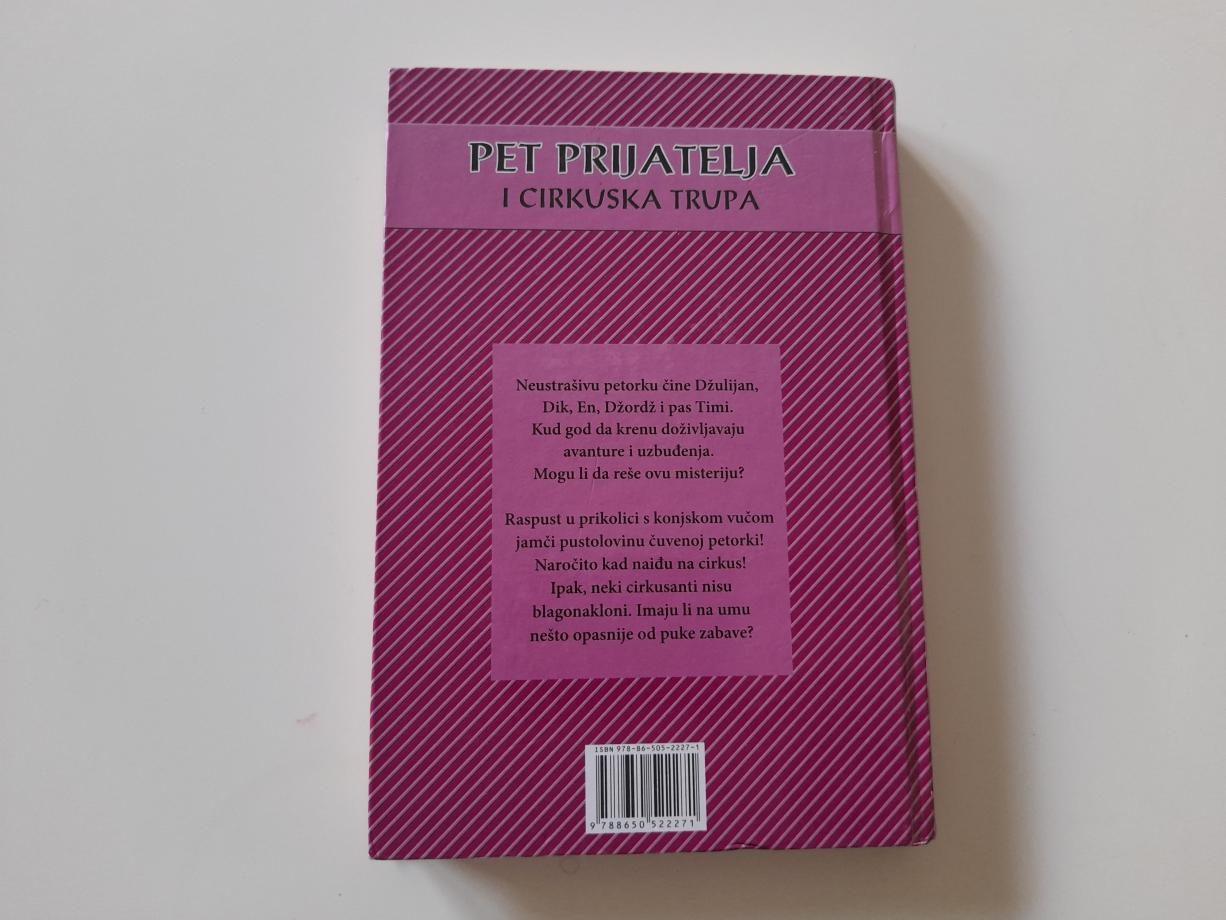 PET PRIJATELJA
I CIRKUSKA TRUPA
Neustrašivu petorku čine Džulijan,
Dik, En, Džordž i pas Timi.
Kud god da krenu doživljavaju
avanture i uzbuđenja.
Mogu li da reše ovu misteriju?
Raspust u prikolici s konjskom vučom
jamči pustolovinu čuvenoj petorki!
Naročito kad naiđu na cirkus!
Ipak, neki cirkusanti nisu
blagonakloni. Imaju li na umu
nešto opasnije od puke zabave?
ISBN 978-86-505-2227-1
9 788650 522271